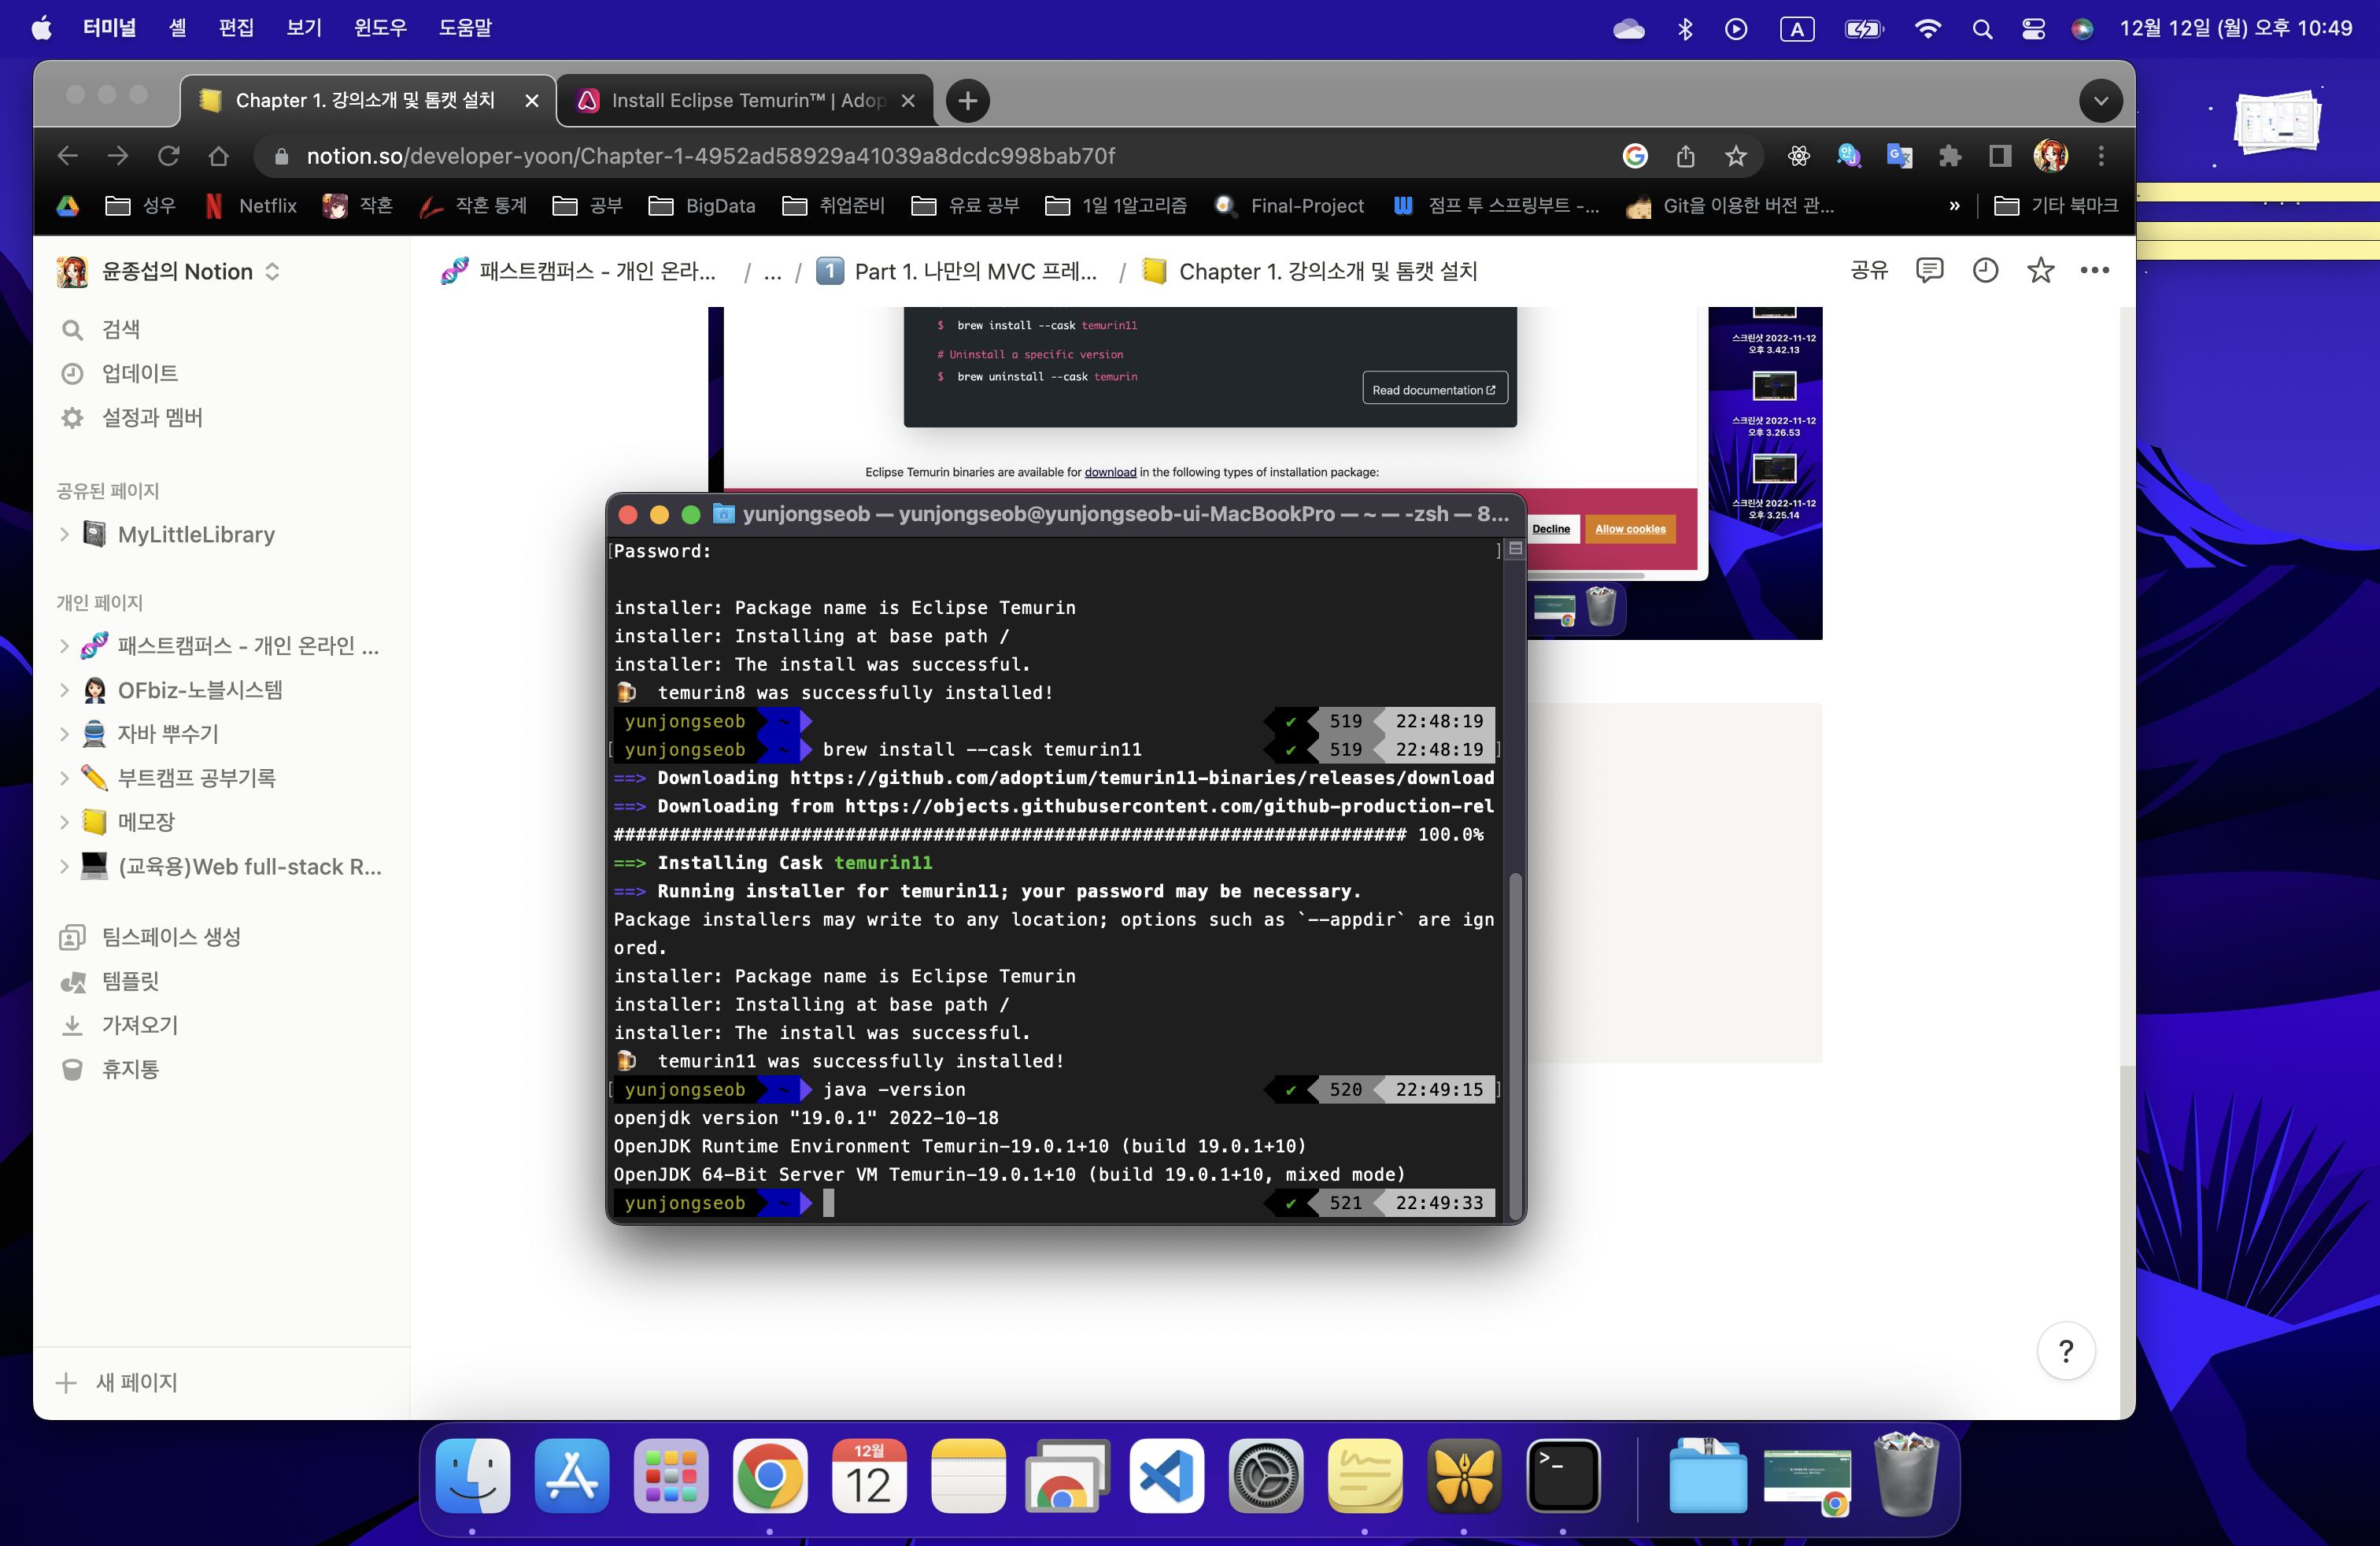 터미널 셸 편집 보기 윈도우 도움말
A
12월 12일 (월) 오후 10:49
Chapter 1. 강의소개 및 톰캣 설치
Install Eclipse Temurin™ | Adop
notion.so/developer-yoon/Chapter-1-4952ad58929a41039a8dcdc998bab70f
성우 Netflix 작혼 작혼 통계 공부 BigData 취업준비 유료 공부 1일 1알고리즘 Final-Project 점프 투 스프링부트 -... Git을 이용한 버전 관... » 기타 북마크
윤종섭의 Notion
패스트캠퍼스 - 개인 온라... / ... / 1 Part 1. 나만의 MVC 프레... / Chapter 1. 강의소개 및 톰캣 설치
공유
검색
업데이트
설정과 멤버
공유된 페이지
MyLittleLibrary
개인 페이지
패스트캠퍼스 - 개인 온라인 ...
OFbiz-노블시스템
자바 뿌수기
부트캠프 공부기록
메모장
(교육용)Web full-stack R...
팀스페이스 생성
템플릿
가져오기
휴지통
새 페이지
$ brew install --cask temurin11
# Uninstall a specific version
$ brew uninstall --cask temurin
Read documentation
Eclipse Temurin binaries are available for download in the following types of installation package:
Decline
Allow cookies
스크린샷 2022-11-12
오후 3.42.13
스크린샷 2022-11-12
오후 3.26.53
스크린샷 2022-11-12
오후 3.25.14
yunjongseob — yunjongseob@yunjongseob-ui-MacBookPro — ~ — -zsh — 8...
[Password: ]
installer: Package name is Eclipse Temurin
installer: Installing at base path /
installer: The install was successful.
🍺 temurin8 was successfully installed!
yunjongseob ~ ✔ 519 22:48:19
[ yunjongseob ~ brew install --cask temurin11 ✔ 519 22:48:19 ]
==> Downloading https://github.com/adoptium/temurin11-binaries/releases/download
==> Downloading from https://objects.githubusercontent.com/github-production-rel
######################################################################## 100.0%
==> Installing Cask temurin11
==> Running installer for temurin11; your password may be necessary.
Package installers may write to any location; options such as `--appdir` are ign
ored.
installer: Package name is Eclipse Temurin
installer: Installing at base path /
installer: The install was successful.
🍺 temurin11 was successfully installed!
[ yunjongseob ~ java -version ✔ 520 22:49:15 ]
openjdk version "19.0.1" 2022-10-18
OpenJDK Runtime Environment Temurin-19.0.1+10 (build 19.0.1+10)
OpenJDK 64-Bit Server VM Temurin-19.0.1+10 (build 19.0.1+10, mixed mode)
yunjongseob ~ ✔ 521 22:49:33
?
12월
12
>_